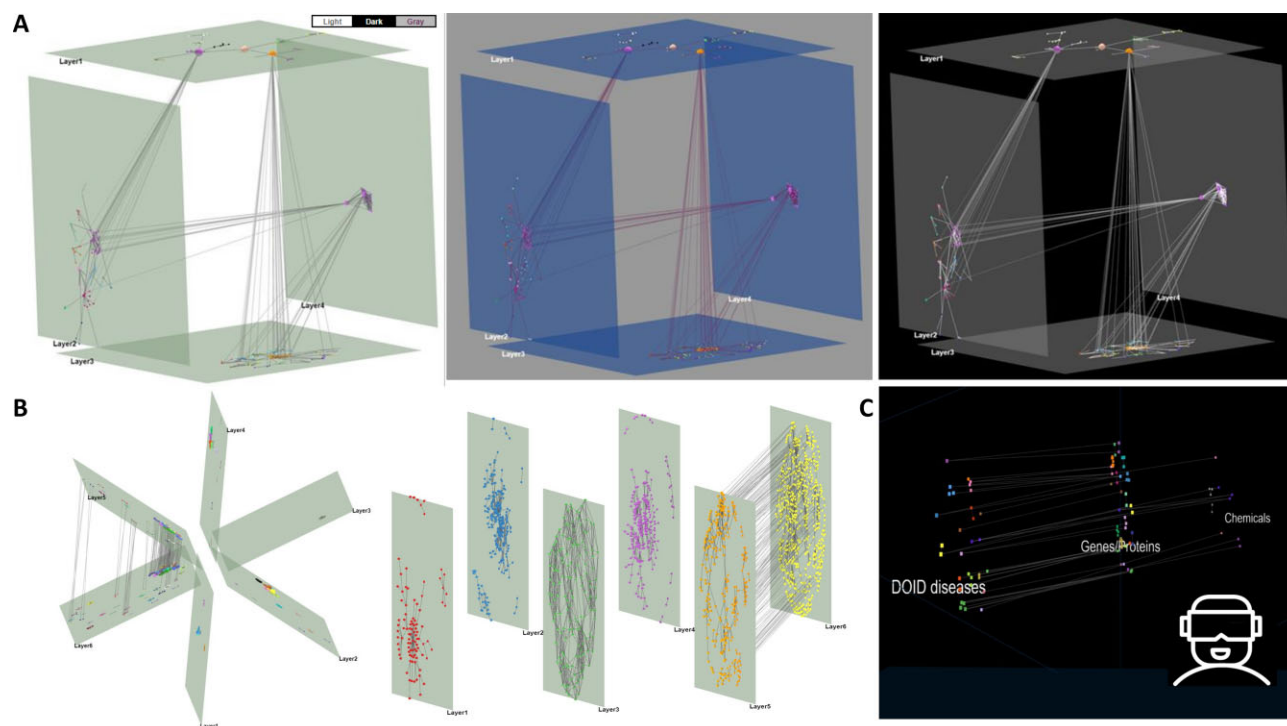 A
Light Dark Gray
Layer1
Layer2
Layer3
Layer4
Layer1
Layer2
Layer3
Layer4
Layer1
Layer2
Layer3
Layer4
B
Layer4
Layer5
Layer3
Layer6
Layer2
Layer1
Layer2
Layer3
Layer4
Layer5
Layer6
C
Chemicals
Genes/Proteins
DOID diseases